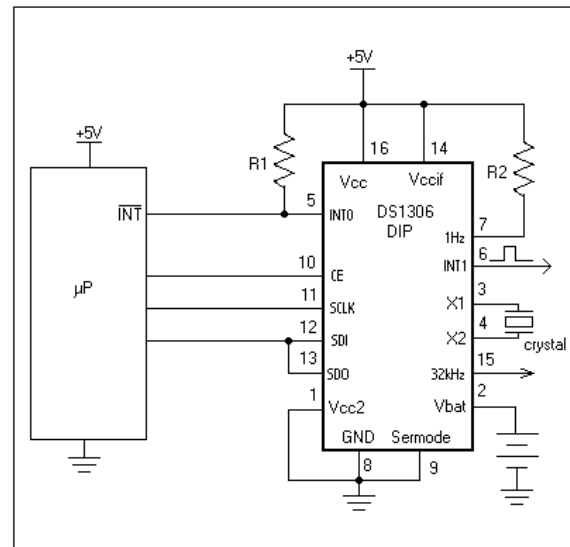 +5V
+5V
16
14
R1
R2
Vcc
Vccif
DS1306
DIP
INT
5
INT0
7
1Hz
6
INT1
10
CE
3
X1
µP
11
SCLK
4
X2
crystal
12
SDI
15
32kHz
13
SDO
1
Vcc2
2
Vbat
GND
Sermode
8
9